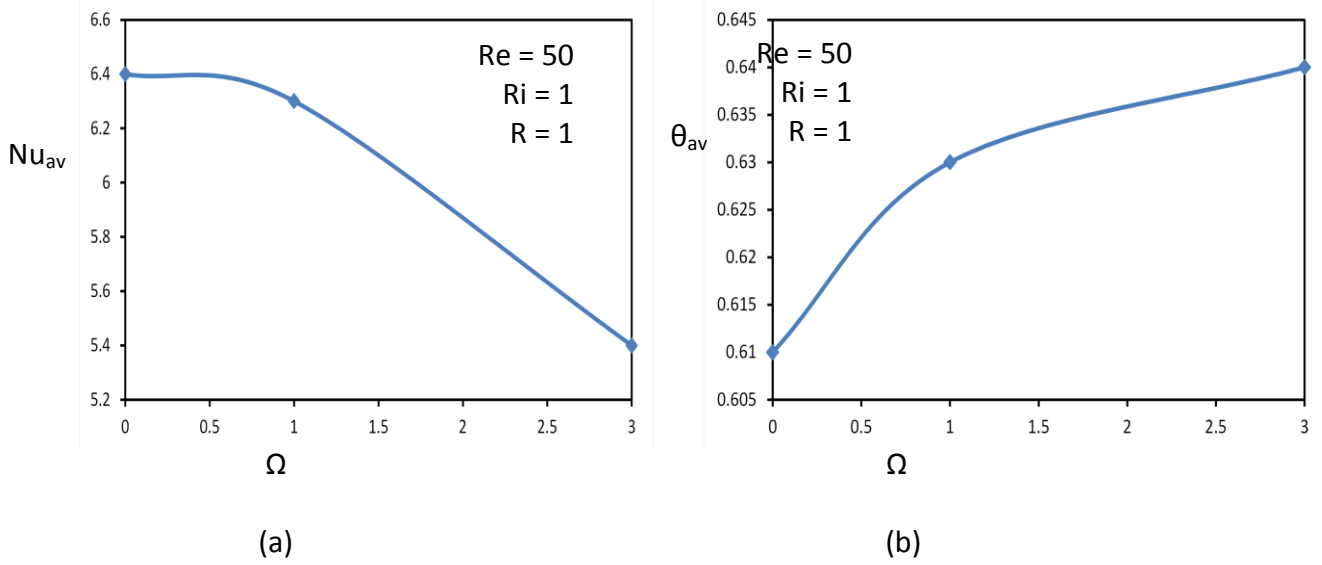 6.6
6.4
6.2
6
5.8
5.6
5.4
5.2
Nuav
Re = 50
Ri = 1
R = 1
0 0.5 1 1.5 2 2.5 3
Ω
(a)
0.645
0.64
0.635
0.63
0.625
0.62
0.615
0.61
0.605
θav
Re = 50
Ri = 1
R = 1
0 0.5 1 1.5 2 2.5 3
Ω
(b)